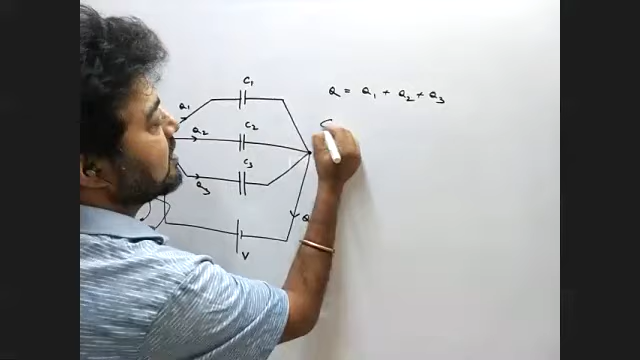 C1
Q1
Q = Q1 + Q2 + Q3
C2
Q2
C
C3
Q3
Q
V